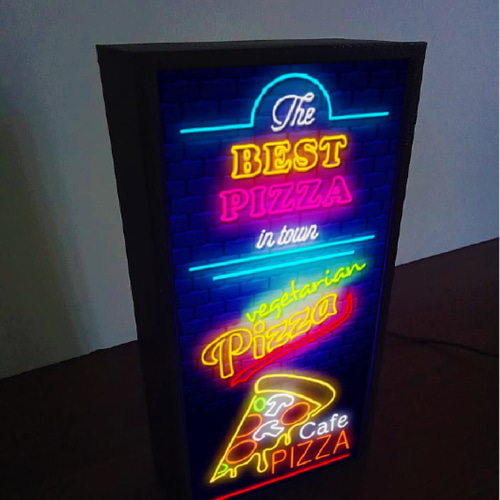 The
BEST
PIZZA
in town
vegetarian
Pizza
Cafe
PIZZA